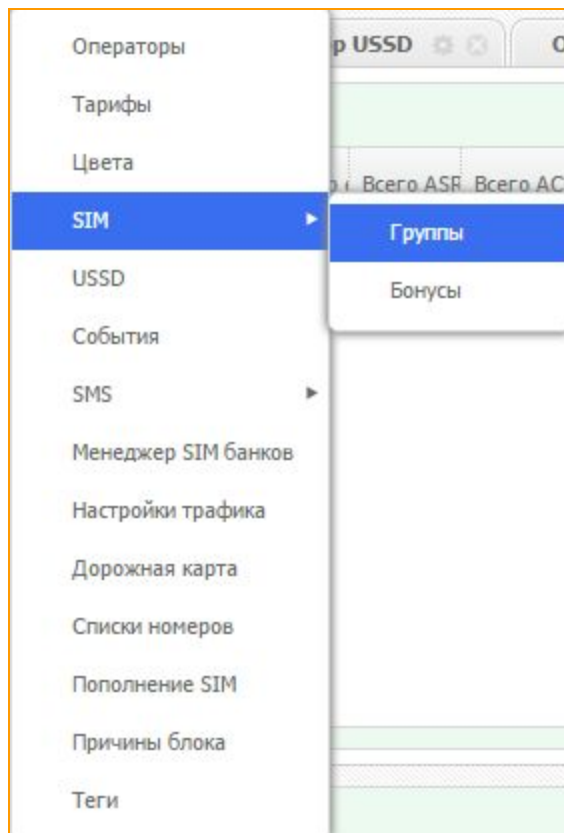 Операторы
р USSD
Тарифы
Цвета
Всего ASR Всего AC
SIM
Группы
USSD
Бонусы
События
SMS
Менеджер SIM банков
Настройки трафика
Дорожная карта
Списки номеров
Пополнение SIM
Причины блока
Теги